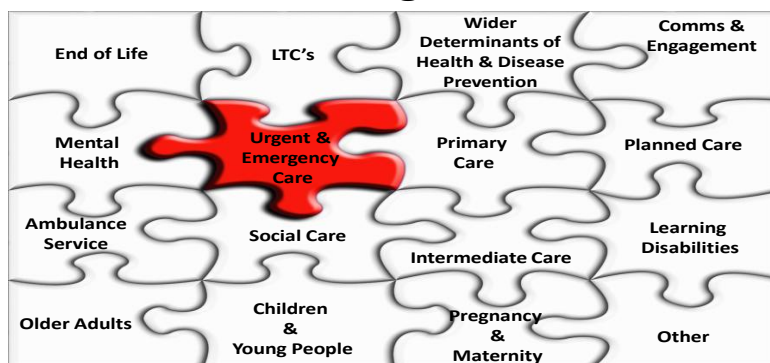 End of Life
LTC's
Wider
Determinants of
Health & Disease
Prevention
Comms &
Engagement
Mental
Health
Urgent &
Emergency
Care
Primary
Care
Planned Care
Ambulance
Service
Social Care
Intermediate Care
Learning
Disabilities
Older Adults
Children
&
Young People
Pregnancy
&
Maternity
Other